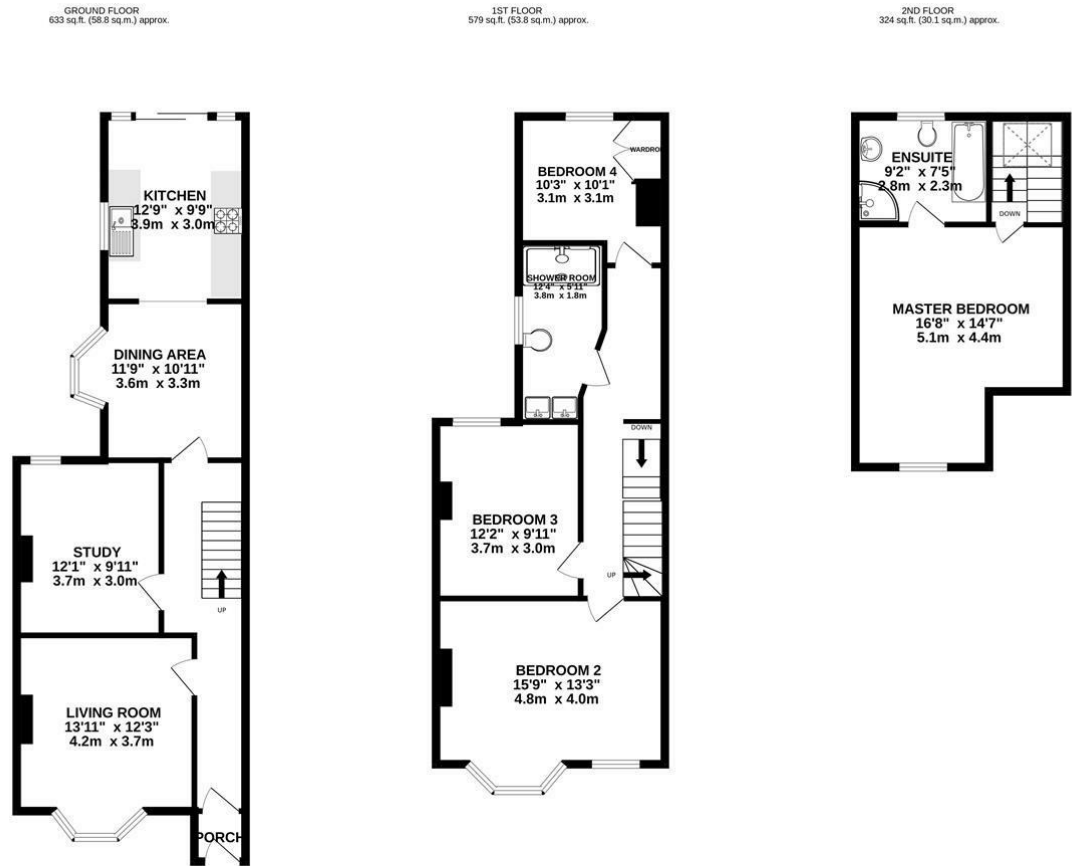 GROUND FLOOR
633 sq.ft. (58.8 sq.m.) approx.
KITCHEN
12'9" x 9'9"
3.9m x 3.0m
DINING AREA
11'9" x 10'11"
3.6m x 3.3m
STUDY
12'1" x 9'11"
3.7m x 3.0m
UP
LIVING ROOM
13'11" x 12'3"
4.2m x 3.7m
PORCH
1ST FLOOR
579 sq.ft. (53.8 sq.m.) approx.
WARDRO
BEDROOM 4
10'3" x 10'1"
3.1m x 3.1m
SHOWER ROOM
12'4" x 5'11"
3.8m x 1.8m
DOWN
BEDROOM 3
12'2" x 9'11"
3.7m x 3.0m
UP
BEDROOM 2
15'9" x 13'3"
4.8m x 4.0m
2ND FLOOR
324 sq.ft. (30.1 sq.m.) approx.
ENSUITE
9'2" x 7'5"
2.8m x 2.3m
DOWN
MASTER BEDROOM
16'8" x 14'7"
5.1m x 4.4m